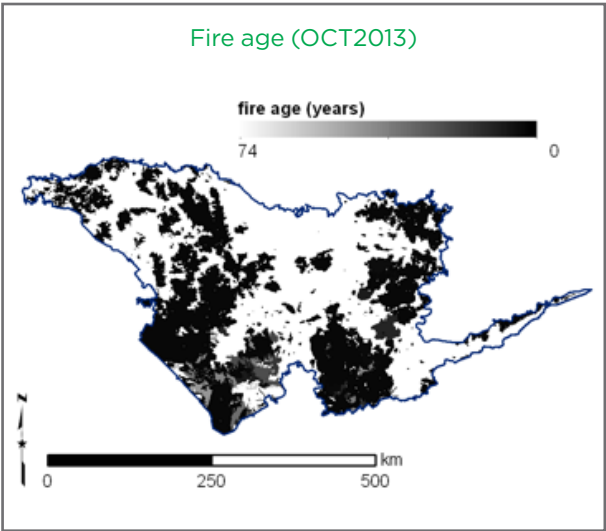 Fire age (OCT2013)
fire age (years)
74 0
N
km
0 250 500